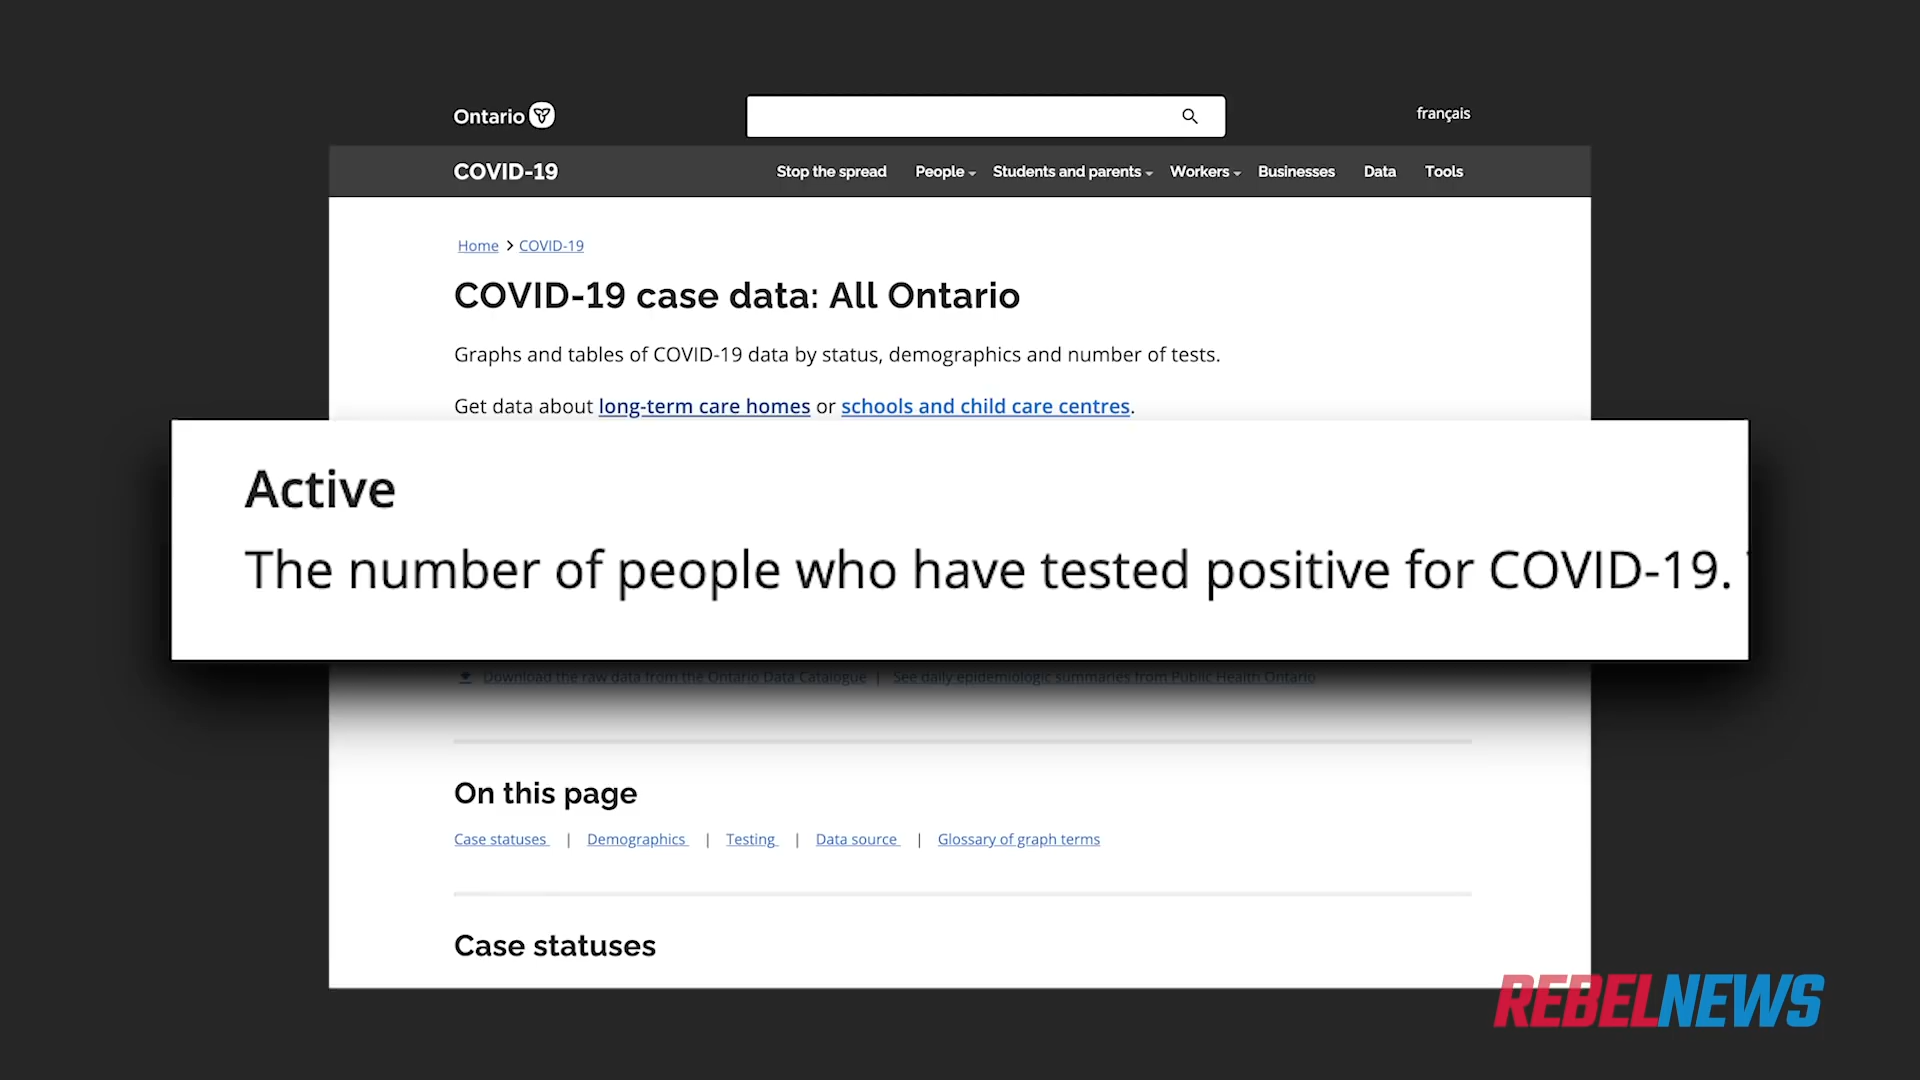 Ontario
français
COVID-19 Stop the spread People Students and parents Workers Businesses Data Tools
Home > COVID-19
COVID-19 case data: All Ontario
Graphs and tables of COVID-19 data by status, demographics and number of tests.
Get data about long-term care homes or schools and child care centres.
Active
The number of people who have tested positive for COVID-19.
Download the raw data from the Ontario Data Catalogue | See daily epidemiologic summaries from Public Health Ontario
On this page
Case statuses | Demographics | Testing | Data source | Glossary of graph terms
Case statuses
REBELNEWS